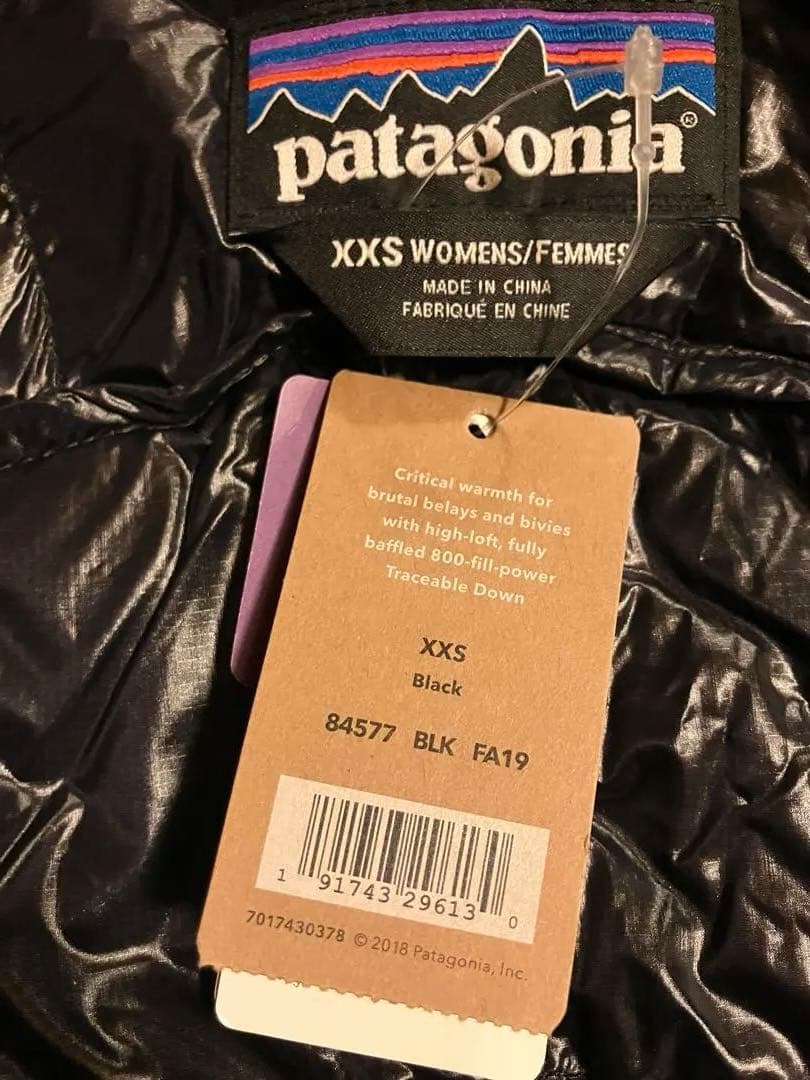 patagonia®
XXS WOMENS/FEMMES
MADE IN CHINA
FABRIQUÉ EN CHINE
Critical warmth for
brutal belays and bivies
with high-loft, fully
baffled 800-fill-power
Traceable Down
XXS
Black
84577 BLK FA19
1 91743 29613 0
7017430378 © 2018 Patagonia, Inc.